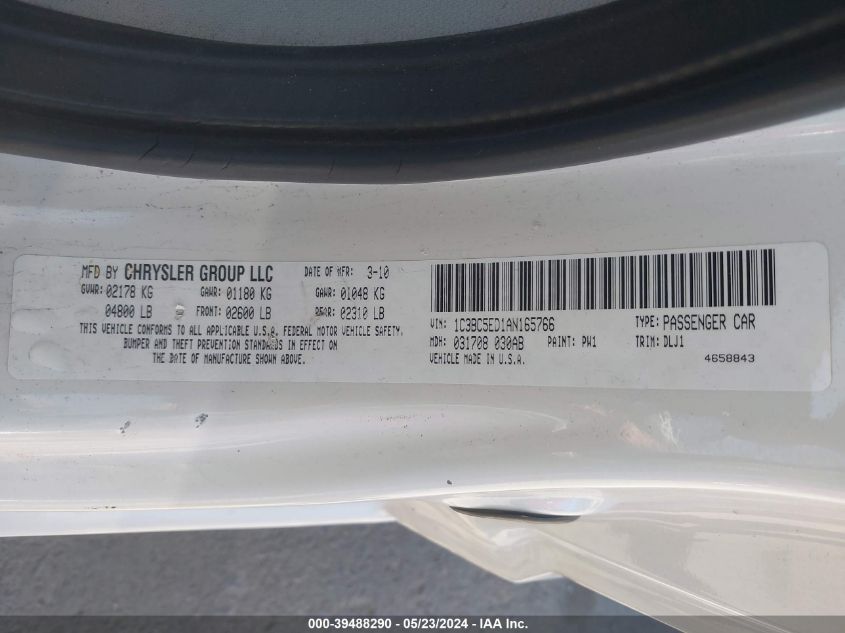 MFD BY CHRYSLER GROUP LLC DATE OF MFR: 3-10
GVWR: 02178 KG GAWR: 01180 KG GAWR: 01048 KG
04800 LB FRONT: 02600 LB REAR: 02310 LB
THIS VEHICLE CONFORMS TO ALL APPLICABLE U.S.A. FEDERAL MOTOR VEHICLE SAFETY,
BUMPER AND THEFT PREVENTION STANDARDS IN EFFECT ON
THE DATE OF MANUFACTURE SHOWN ABOVE.
VIN: 1C3BC5ED1AN165766 TYPE: PASSENGER CAR
MDH: 031708 030AB PAINT: PW1 TRIM: DLJ1
VEHICLE MADE IN U.S.A. 4658843
000-39488290 - 05/23/2024 - IAA Inc.